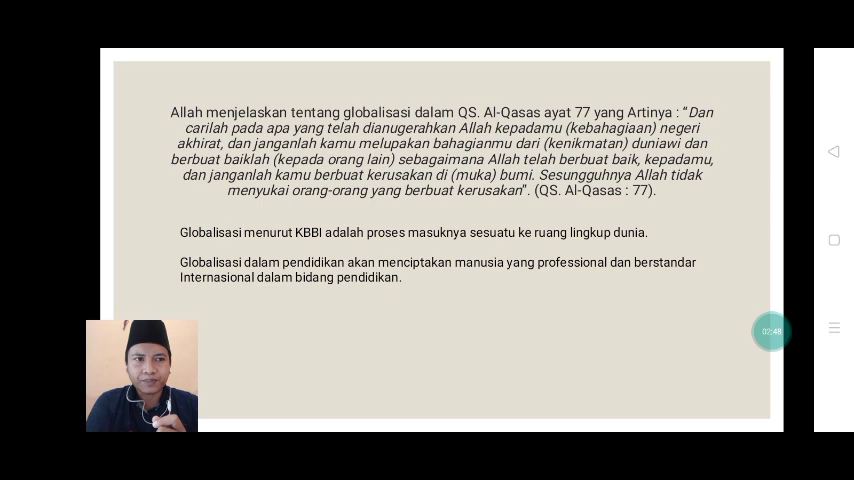 Allah menjelaskan tentang globalisasi dalam QS. Al-Qasas ayat 77 yang Artinya : "Dan
carilah pada apa yang telah dianugerahkan Allah kepadamu (kebahagiaan) negeri
akhirat, dan janganlah kamu melupakan bahagianmu dari (kenikmatan) duniawi dan
berbuat baiklah (kepada orang lain) sebagaimana Allah telah berbuat baik, kepadamu,
dan janganlah kamu berbuat kerusakan di (muka) bumi. Sesungguhnya Allah tidak
menyukai orang-orang yang berbuat kerusakan". (QS. Al-Qasas : 77).
Globalisasi menurut KBBI adalah proses masuknya sesuatu ke ruang lingkup dunia.
Globalisasi dalam pendidikan akan menciptakan manusia yang professional dan berstandar
Internasional dalam bidang pendidikan.
02:48